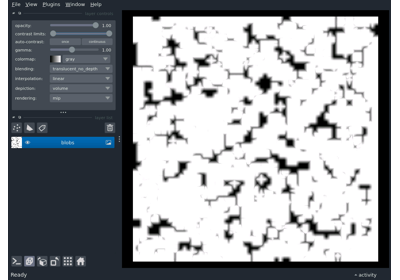 File View Plugins Window Help
opacity: 1.00
contrast limits:
auto-contrast: once continuous
gamma: 1.00
colormap: gray
blending: translucent_no_depth
interpolation: linear
depiction: volume
rendering: mip
blobs
Ready
activity